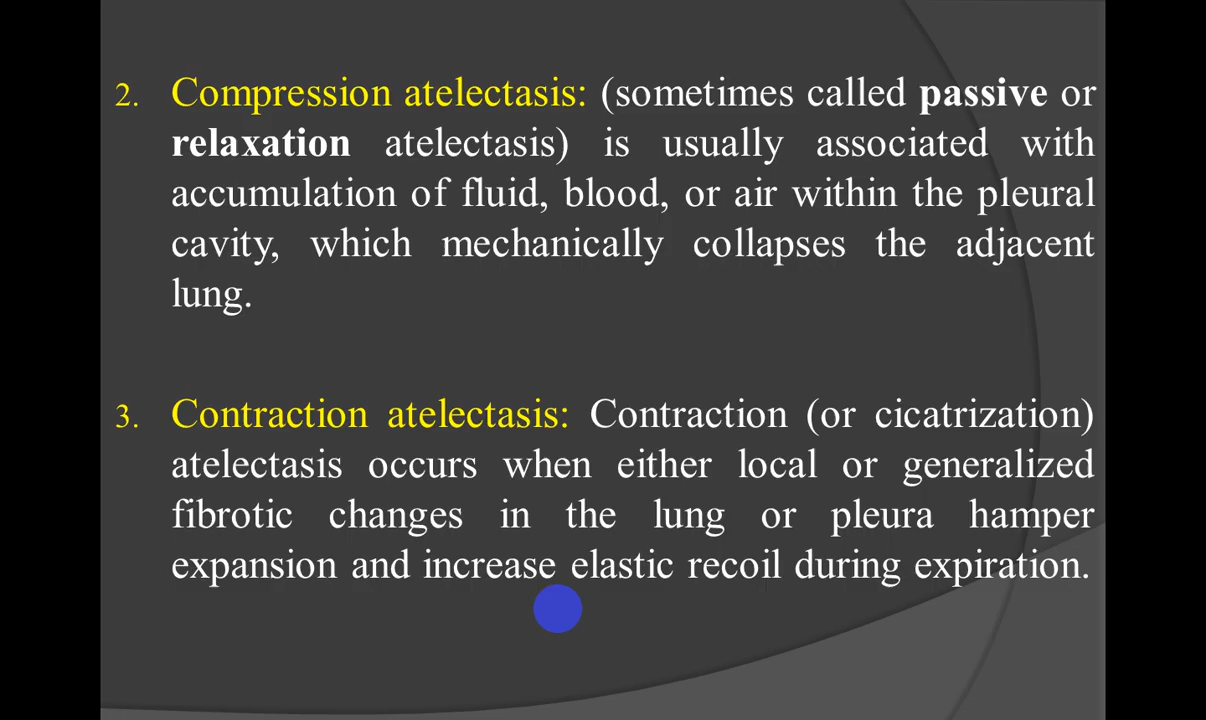 2. Compression atelectasis: (sometimes called passive or
relaxation atelectasis) is usually associated with
accumulation of fluid, blood, or air within the pleural
cavity, which mechanically collapses the adjacent
lung.
3. Contraction atelectasis: Contraction (or cicatrization)
atelectasis occurs when either local or generalized
fibrotic changes in the lung or pleura hamper
expansion and increase elastic recoil during expiration.